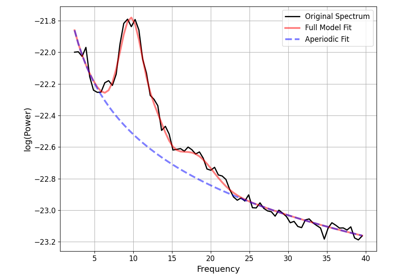 −21.8
−22.0
−22.2
−22.4
−22.6
−22.8
−23.0
−23.2
log(Power)
Original Spectrum
Full Model Fit
Aperiodic Fit
5 10 15 20 25 30 35 40
Frequency